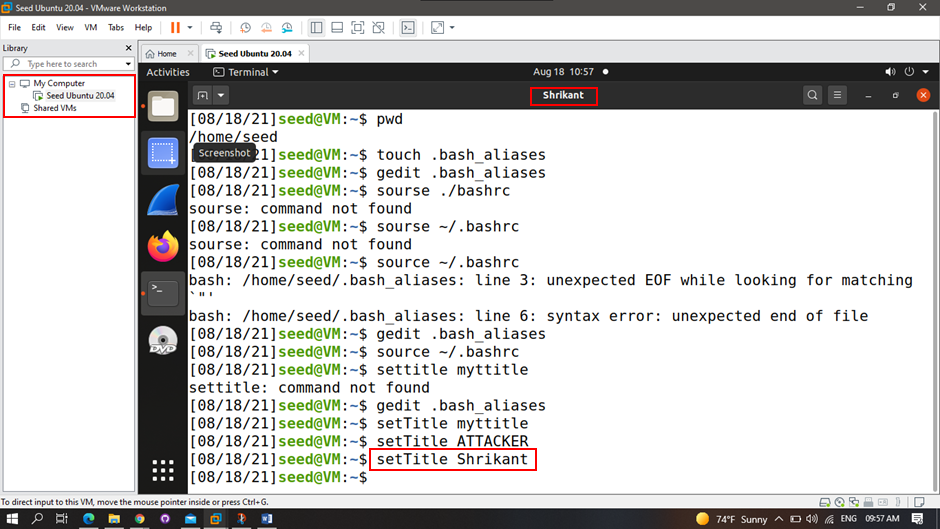 Seed Ubuntu 20.04 - VMware Workstation
File Edit View VM Tabs Help
Library
Type here to search
My Computer
Seed Ubuntu 20.04
Shared VMs
Home
Seed Ubuntu 20.04
Activities Terminal Aug 18 10:57
Shrikant
[08/18/21]seed@VM:~$ pwd
/home/seed
Screenshot
:~$ touch .bash_aliases
[08/18/21]seed@VM:~$ gedit .bash_aliases
[08/18/21]seed@VM:~$ sourse ./bashrc
sourse: command not found
[08/18/21]seed@VM:~$ sourse ~/.bashrc
sourse: command not found
[08/18/21]seed@VM:~$ source ~/.bashrc
bash: /home/seed/.bash_aliases: line 3: unexpected EOF while looking for matching
`"'
bash: /home/seed/.bash_aliases: line 6: syntax error: unexpected end of file
[08/18/21]seed@VM:~$ gedit .bash_aliases
[08/18/21]seed@VM:~$ source ~/.bashrc
[08/18/21]seed@VM:~$ settitle myttitle
settitle: command not found
[08/18/21]seed@VM:~$ gedit .bash_aliases
[08/18/21]seed@VM:~$ setTitle myttitle
[08/18/21]seed@VM:~$ setTitle ATTACKER
[08/18/21]seed@VM:~$ setTitle Shrikant
[08/18/21]seed@VM:~$
DVD
To direct input to this VM, move the mouse pointer inside or press Ctrl+G.
74°F Sunny ENG 09:57 AM